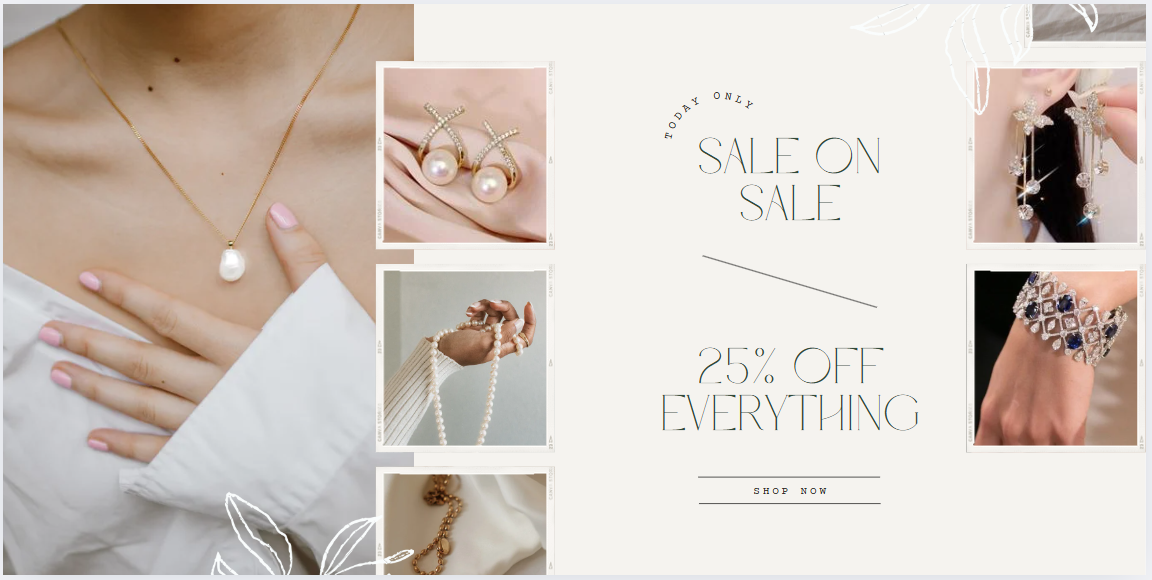 TODAY ONLY
SALE ON
SALE
25% OFF
EVERYTHING
SHOP NOW